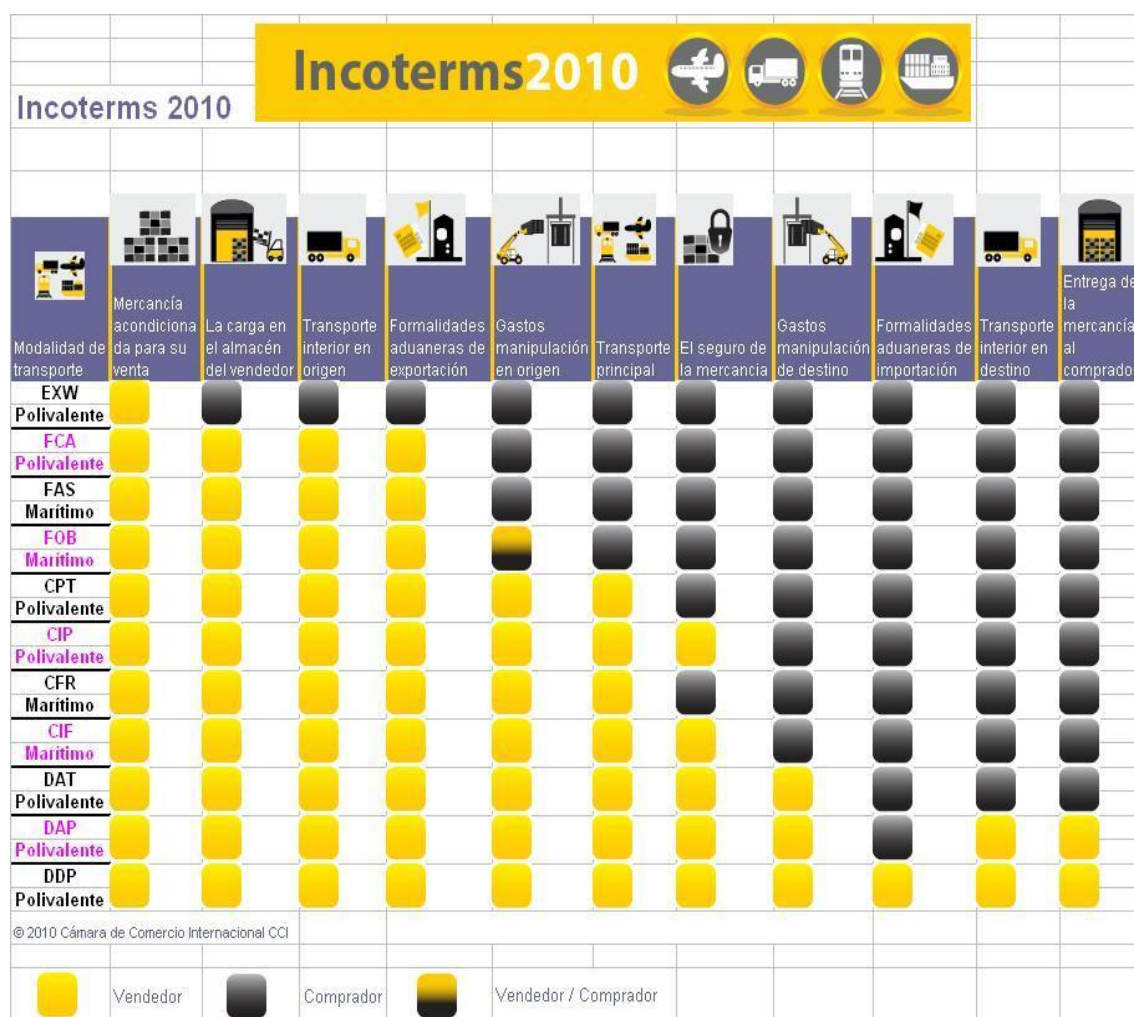 Incoterms2010
Incoterms 2010
Modalidad de
transporte
Mercancía
acondiciona
da para su
venta
La carga en
el almacén
del vendedor
Transporte
interior en
origen
Formalidades
aduaneras de
exportación
Gastos
manipulación
en origen
Transporte
principal
El seguro de
la mercancia
Gastos
manipulación
de destino
Formalidades
aduaneras de
importación
Transporte
interior en
destino
Entrega de
la
mercancía
al
comprado
EXW
Polivalente
FCA
Polivalente
FAS
Marítimo
FOB
Marítimo
CPT
Polivalente
CIP
Polivalente
CFR
Marítimo
CIF
Marítimo
DAT
Polivalente
DAP
Polivalente
DDP
Polivalente
© 2010 Cámara de Comercio Internacional CCI
Vendedor
Comprador
Vendedor / Comprador